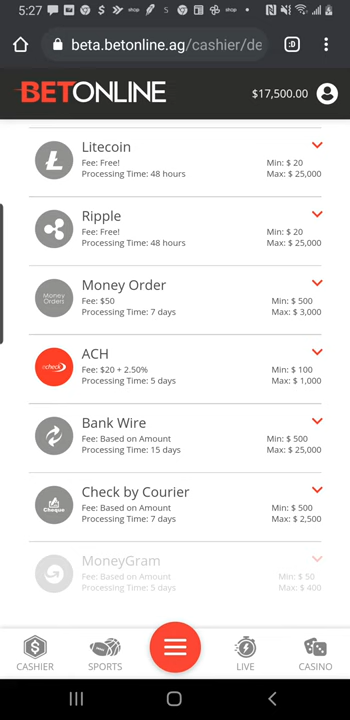 5:27
beta.betonline.ag/cashier/de
:D
BETONLINE
$17,500.00
Litecoin
Fee: Free!
Processing Time: 48 hours
Min: $ 20
Max: $ 25,000
Ripple
Fee: Free!
Processing Time: 48 hours
Min: $ 20
Max: $ 25,000
Money Orders
Money Order
Fee: $50
Processing Time: 7 days
Min: $ 500
Max: $ 3,000
echeck
ACH
Fee: $20 + 2.50%
Processing Time: 5 days
Min: $ 100
Max: $ 1,000
Bank Wire
Fee: Based on Amount
Processing Time: 15 days
Min: $ 500
Max: $ 25,000
Cheque
Check by Courier
Fee: Based on Amount
Processing Time: 7 days
Min: $ 500
Max: $ 2,500
MoneyGram
Fee: Based on Amount
Processing Time: 5 days
Min: $ 50
Max: $ 400
CASHIER
SPORTS
LIVE
CASINO